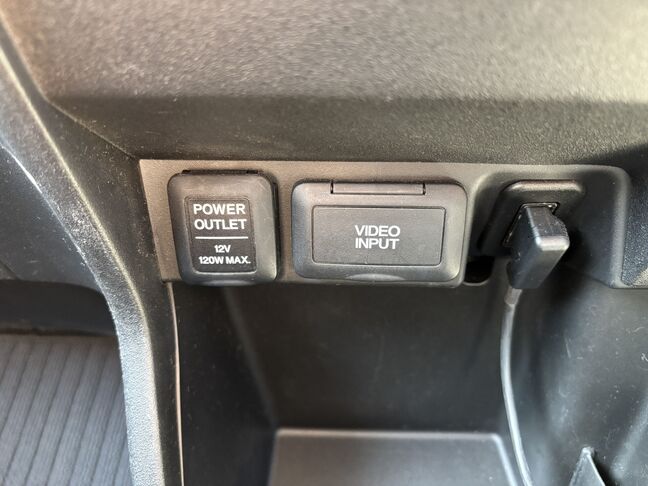 POWER
OUTLET
12V
120W MAX.
VIDEO
INPUT